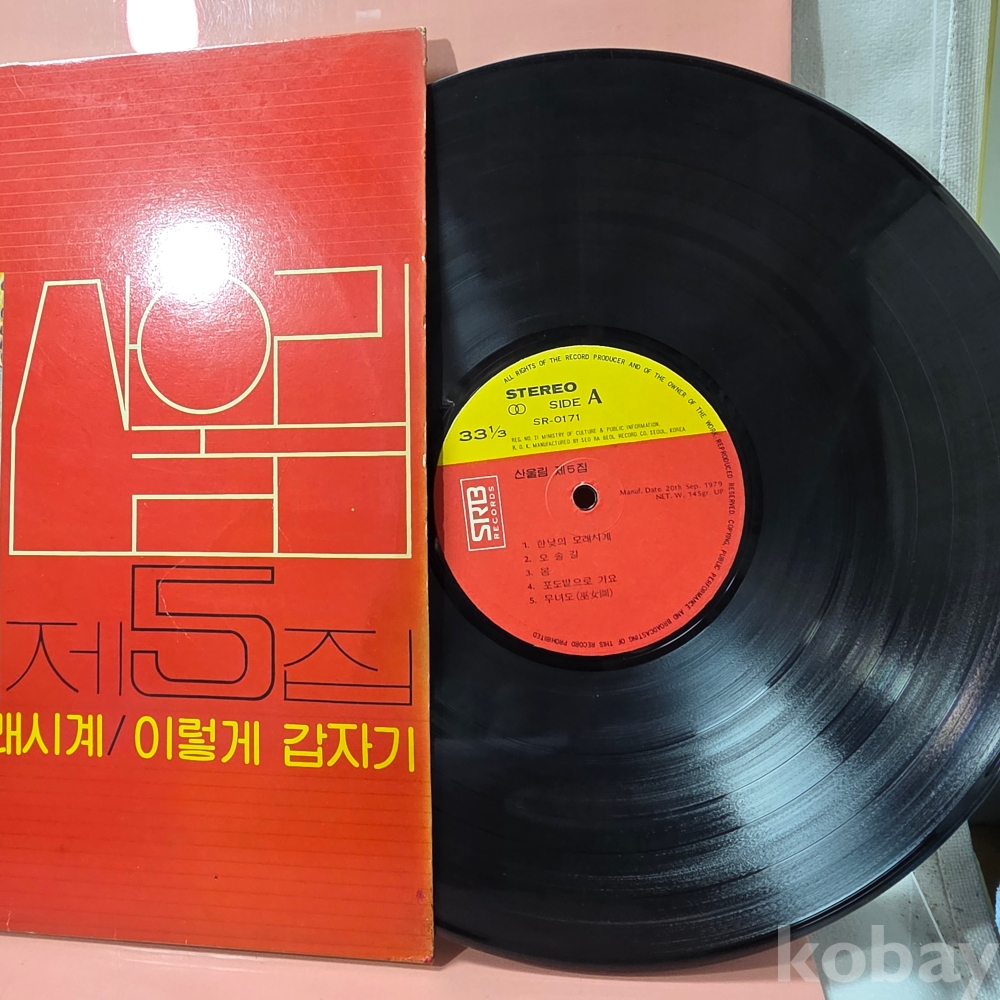 산울림
제5집
래시계/이렇게 갑자기
ALL RIGHTS OF THE RECORD PRODUCER AND OF THE OWNER OF THE WORK REPRODUCED RESERVED. COPYING, PUBLIC PERFORMANCE AND BROADCASTING OF THIS RECORD PROHIBITED
STEREO
SIDE A
SR-0171
33 1/3
REG. NO. 21 MINISTRY OF CULTURE & PUBLIC INFORMATION.
R. O. K. MANUFACTURED BY SEO RA BEOL RECORD CO. SEOUL, KOREA
산울림 제5집
Manuf. Date 20th Sep. 1979
NET. W. 145gr. UP
SRB
RECORDS
1. 한낮의 모래시계
2. 오 솔 길
3. 봄
4. 포도밭으로 가요
5. 무녀도(巫女圖)
kobay